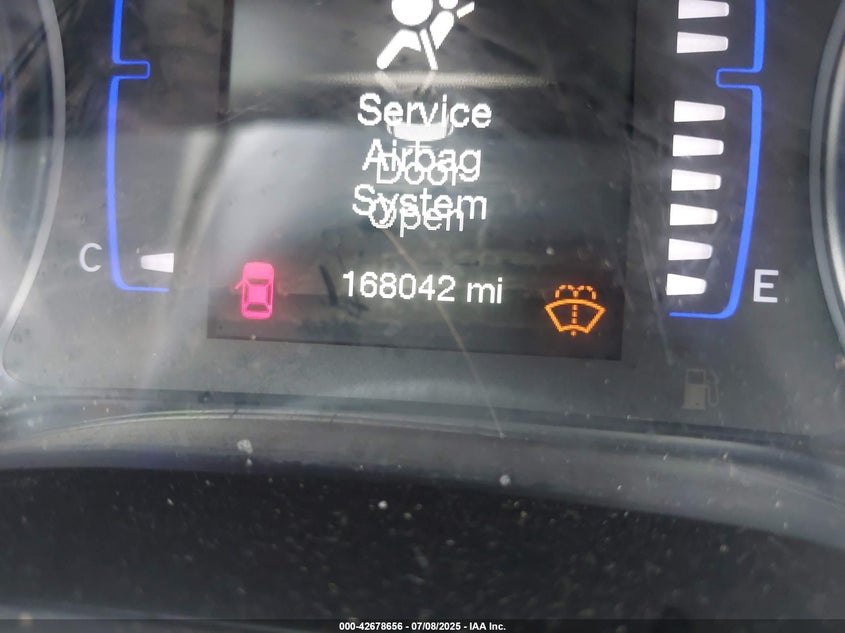 Service
Airbag
Door
System
Open
C
168042 mi
E
000-42678656 - 07/08/2025 - IAA Inc.